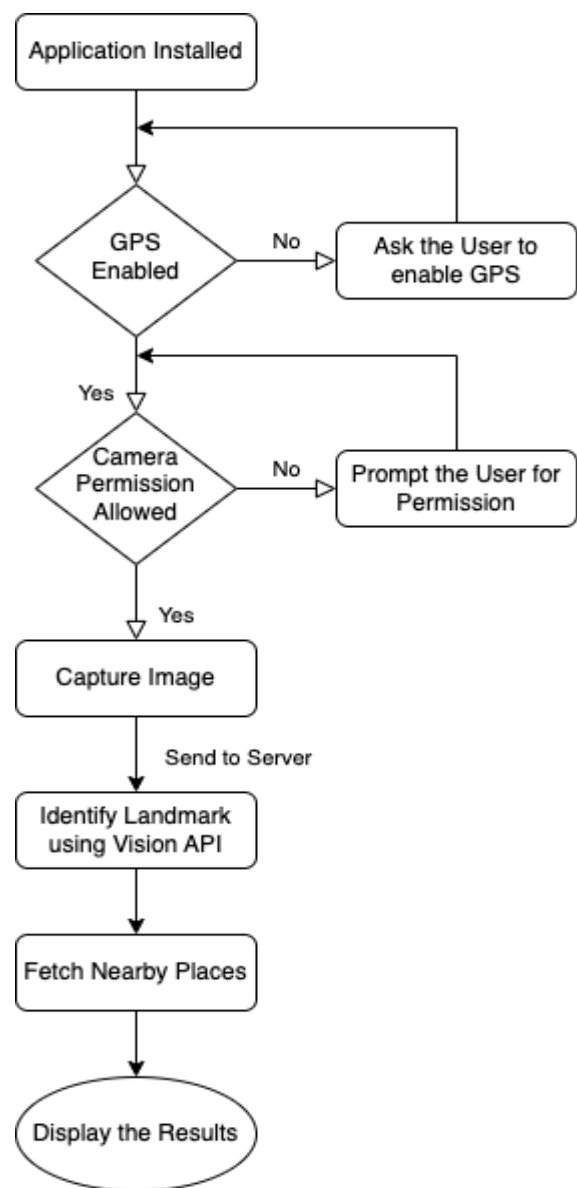 Application Installed
GPS
Enabled
No
Ask the User to
enable GPS
Yes
Camera
Permission
Allowed
No
Prompt the User for
Permission
Yes
Capture Image
Send to Server
Identify Landmark
using Vision API
Fetch Nearby Places
Display the Results